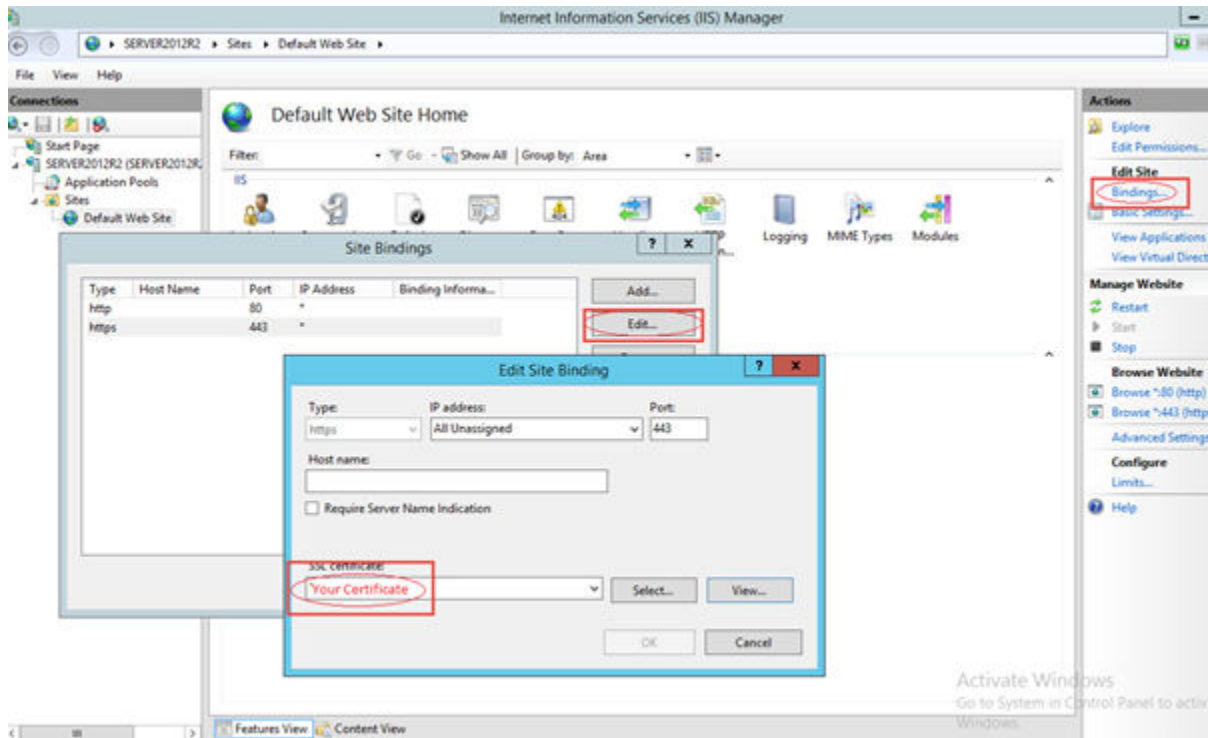 Internet Information Services (IIS) Manager
SERVER2012R2 Sites Default Web Site
File View Help
Connections
Start Page
SERVER2012R2 (SERVER2012R
Application Pools
Sites
Default Web Site
Default Web Site Home
Filter: Go Show All Group by: Area
IIS
Logging MIME Types Modules
Site Bindings ? x
Type Host Name Port IP Address Binding Informa...
http 80 *
https 443 *
Add...
Edit...
Edit Site Binding ? x
Type: IP address: Port:
https All Unassigned 443
Host name:
Require Server Name Indication
SSL certificate:
Your Certificate Select... View...
OK Cancel
Features View Content View
Actions
Explore
Edit Permissions...
Edit Site
Bindings...
Basic Settings...
View Applications
View Virtual Direct
Manage Website
Restart
Start
Stop
Browse Website
Browse *:80 (http)
Browse *:443 (http
Advanced Settings
Configure
Limits...
Help
Activate Windows
Go to System in Control Panel to activ
Windows.